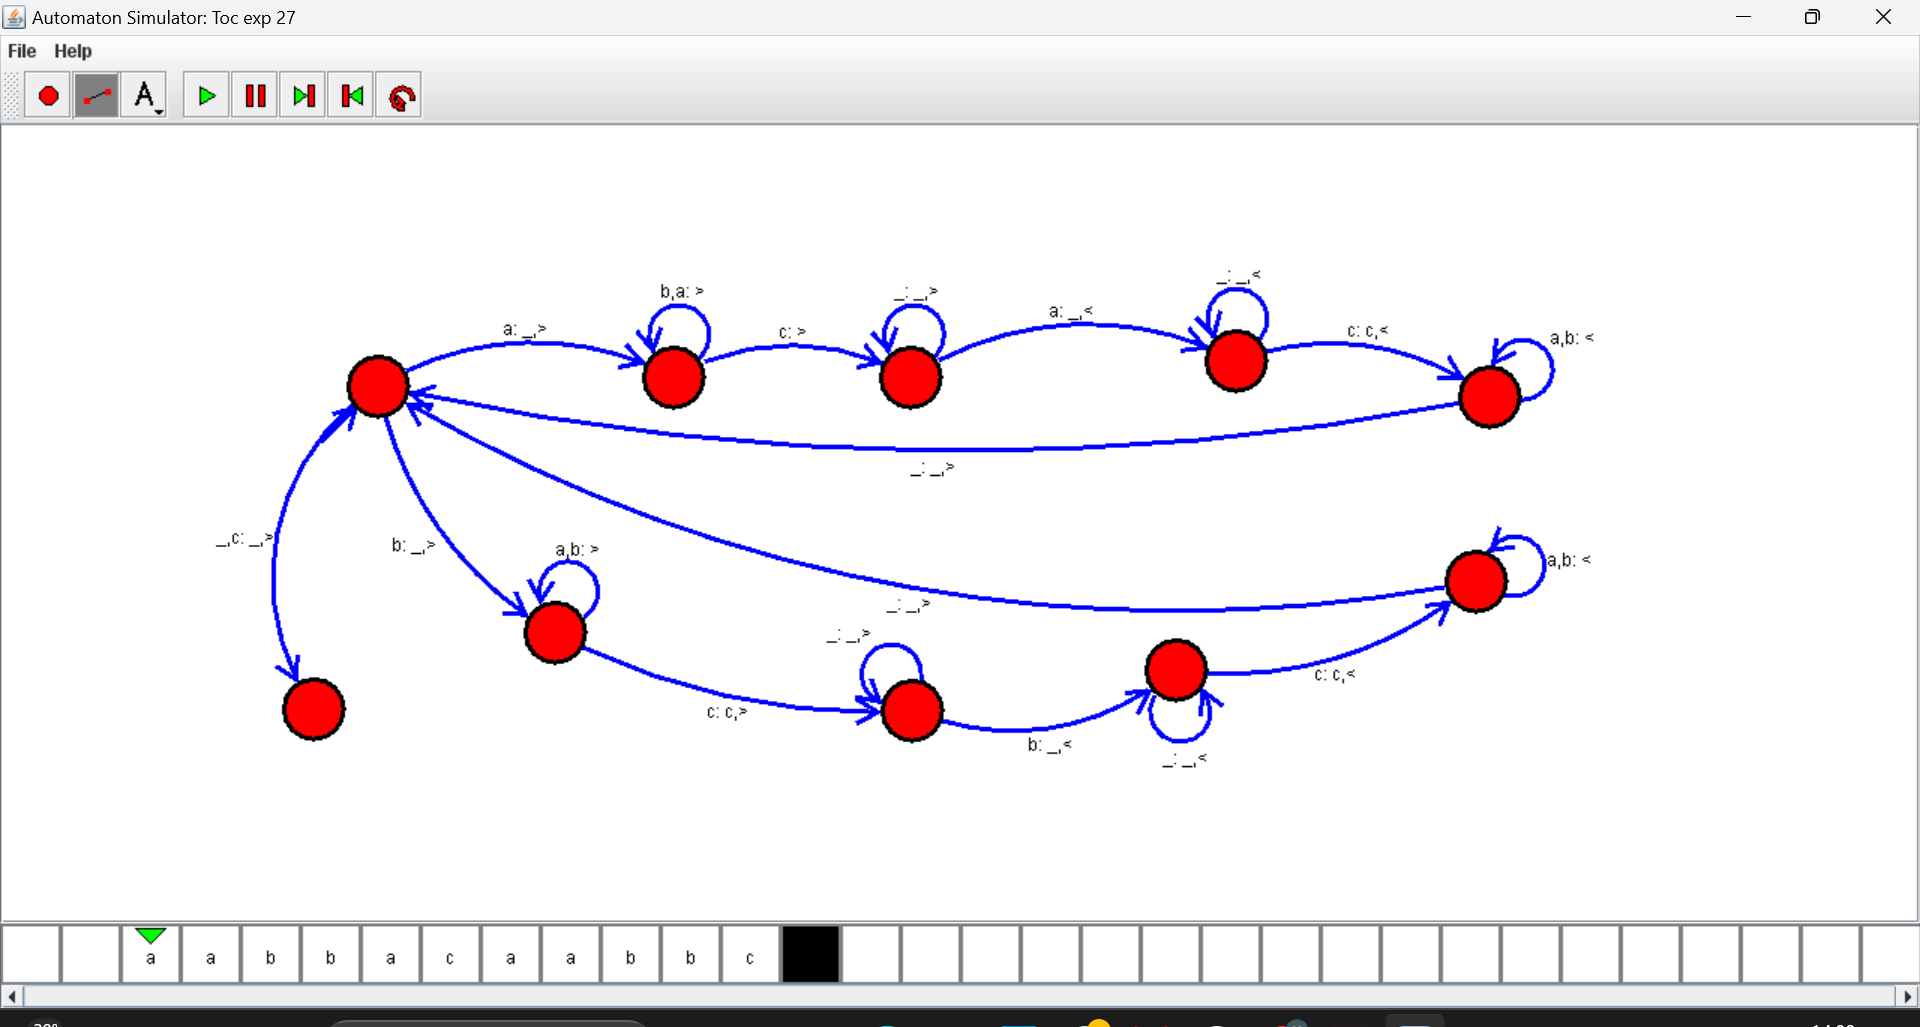 Automaton Simulator: Toc exp 27
File Help
A
_: _,<
b,a: >
_: _,>
a: _,<
a: _,>
c: >
c: c,<
a,b: <
_: _,>
_,c: _,>
b: _,>
a,b: >
a,b: <
_: _,>
_: _,>
c: c,<
c: c,>
b: _,<
_: _,<
a a b b a c a a b b c